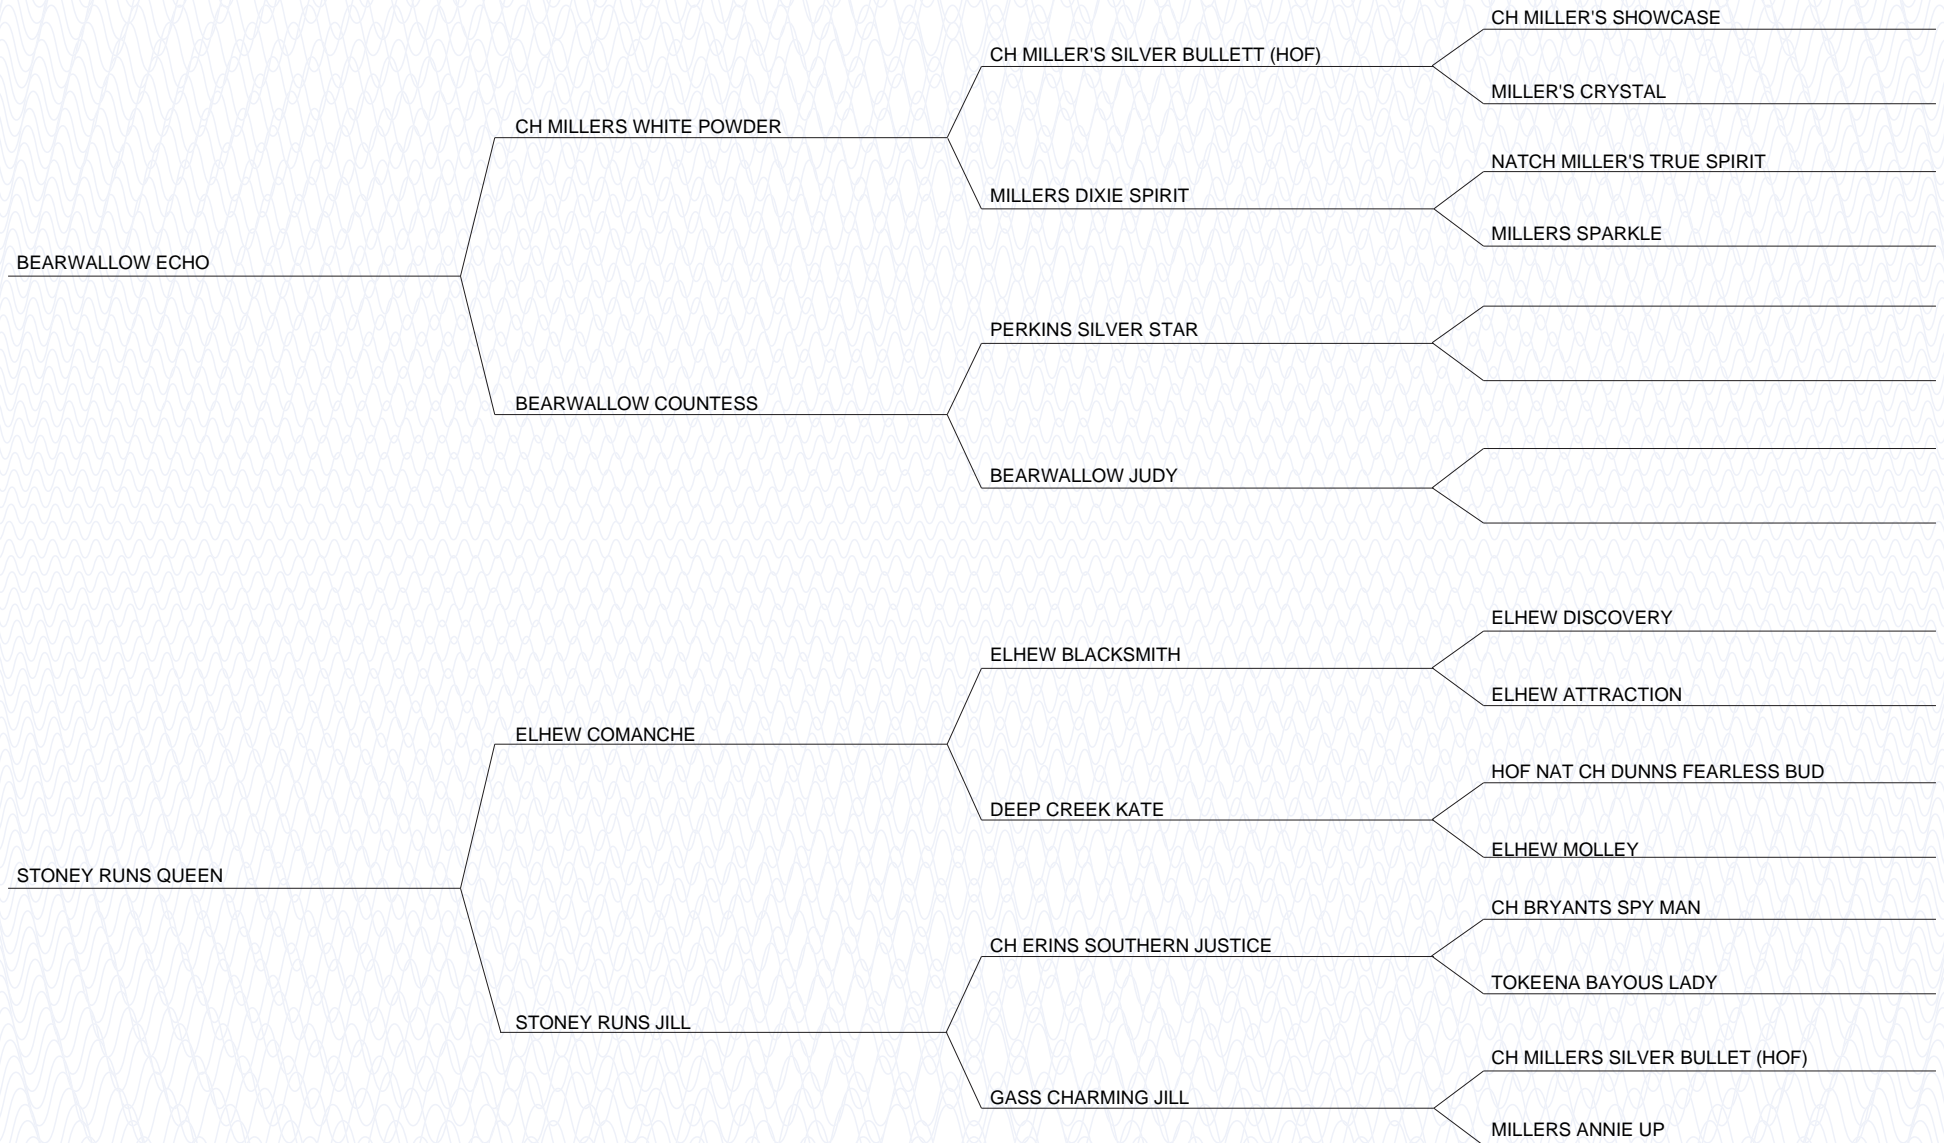 CH MILLER'S SHOWCASE
CH MILLER'S SILVER BULLETT (HOF)
MILLER'S CRYSTAL
CH MILLERS WHITE POWDER
NATCH MILLER'S TRUE SPIRIT
MILLERS DIXIE SPIRIT
MILLERS SPARKLE
BEARWALLOW ECHO
PERKINS SILVER STAR
BEARWALLOW COUNTESS
BEARWALLOW JUDY
ELHEW DISCOVERY
ELHEW BLACKSMITH
ELHEW ATTRACTION
ELHEW COMANCHE
HOF NAT CH DUNNS FEARLESS BUD
DEEP CREEK KATE
ELHEW MOLLEY
STONEY RUNS QUEEN
CH BRYANTS SPY MAN
CH ERINS SOUTHERN JUSTICE
TOKEENA BAYOUS LADY
STONEY RUNS JILL
CH MILLERS SILVER BULLET (HOF)
GASS CHARMING JILL
MILLERS ANNIE UP